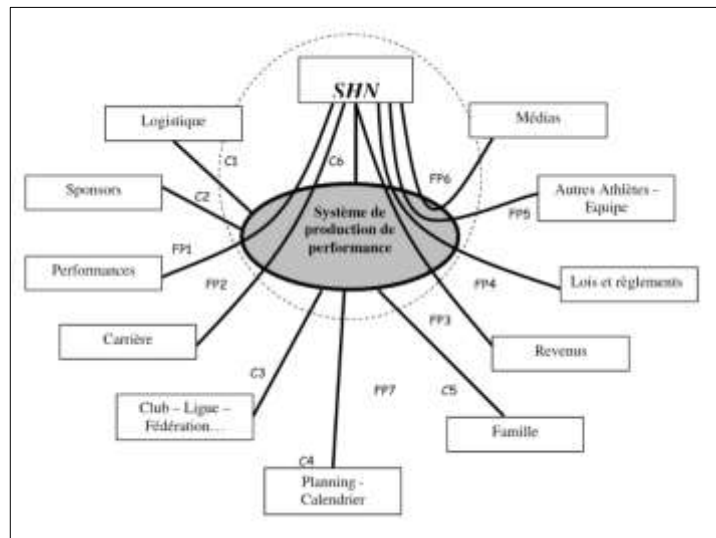 SHN
Logistique
Médias
C1
C6
FP6
Sponsors
C2
Autres Athlètes –
Equipe
FP5
Système de
production de
performance
FP1
Performances
FP2
FP4
Lois et règlements
Carrière
FP3
Revenus
C3
FP7
C5
Club – Ligue –
Fédération…
Famille
C4
Planning -
Calendrier